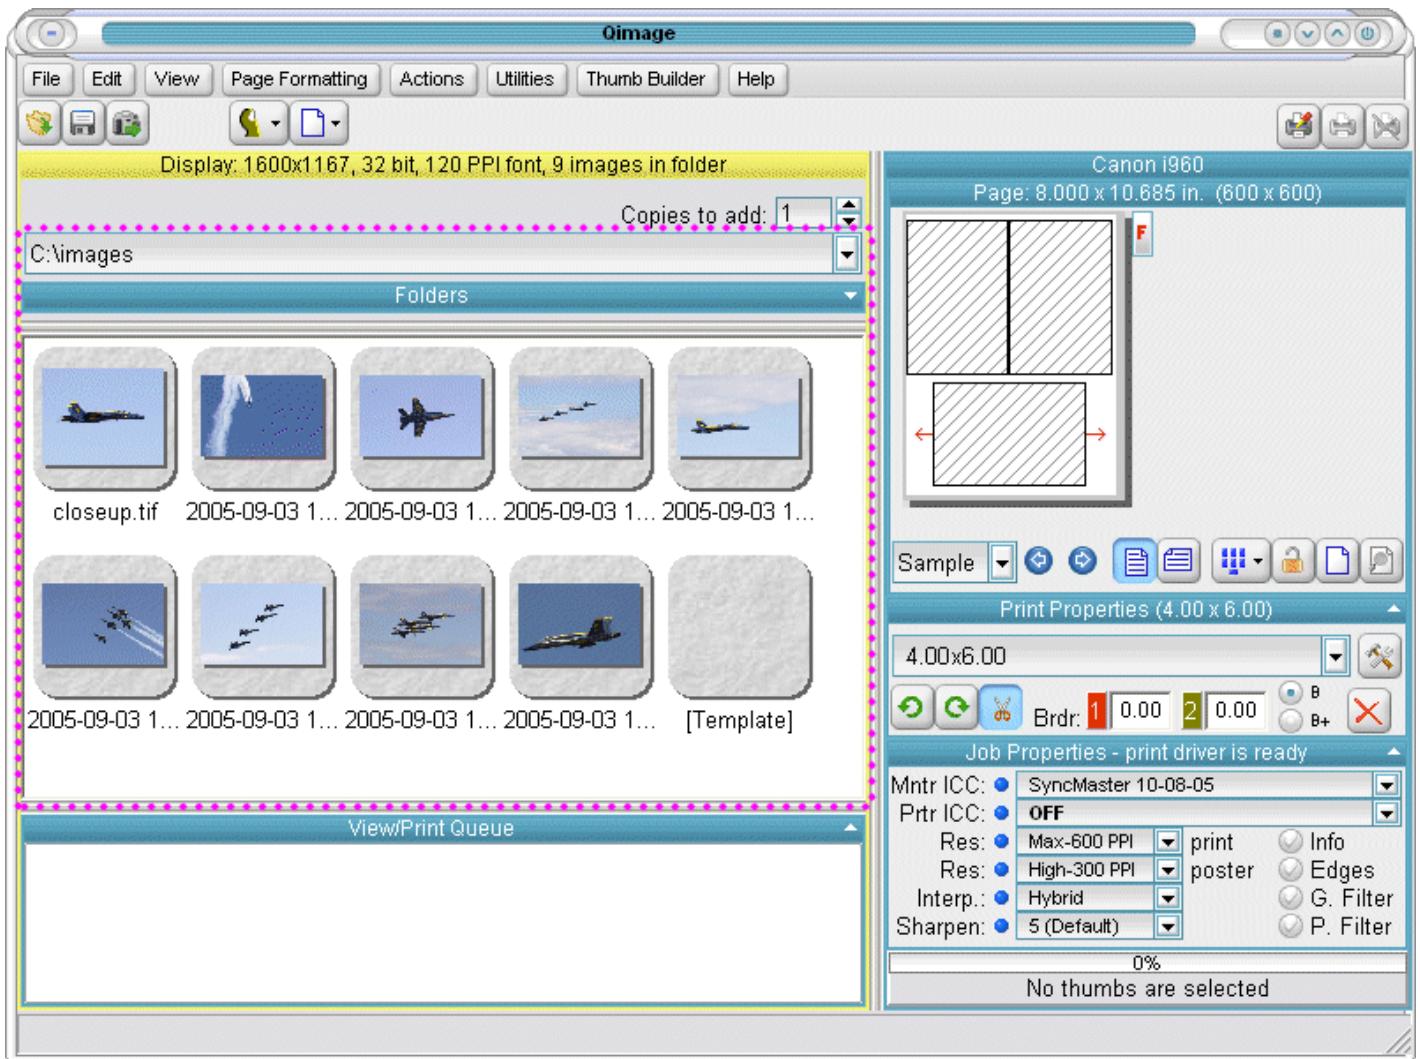 Qimage
File Edit View Page Formatting Actions Utilities Thumb Builder Help
Display: 1600x1167, 32 bit, 120 PPI font, 9 images in folder
Copies to add: 1
C:\images
Folders
closeup.tif 2005-09-03 1... 2005-09-03 1... 2005-09-03 1... 2005-09-03 1...
2005-09-03 1... 2005-09-03 1... 2005-09-03 1... 2005-09-03 1... [Template]
View/Print Queue
Canon i960
Page: 8.000 x 10.685 in. (600 x 600)
F
Sample
Print Properties (4.00 x 6.00)
4.00x6.00
Brdr: 1 0.00 2 0.00 B
B+
Job Properties - print driver is ready
Mntr ICC: SyncMaster 10-08-05
Prtr ICC: OFF
Res: Max-600 PPI print Info
Res: High-300 PPI poster Edges
Interp.: Hybrid G. Filter
Sharpen: 5 (Default) P. Filter
0%
No thumbs are selected